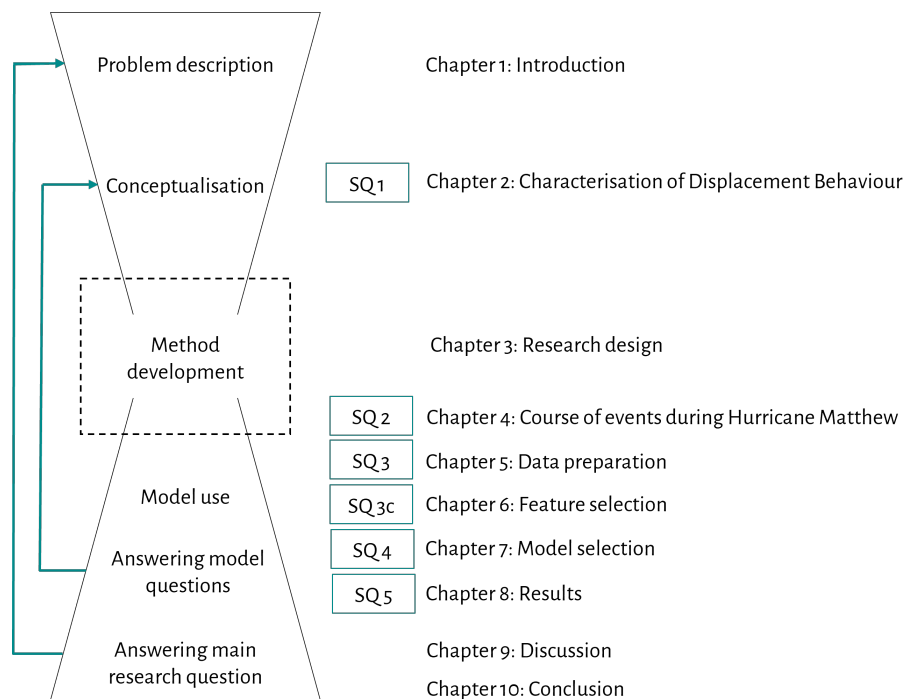 Problem description
Chapter 1: Introduction
Conceptualisation
SQ 1
Chapter 2: Characterisation of Displacement Behaviour
Method
development
Chapter 3: Research design
SQ 2
Chapter 4: Course of events during Hurricane Matthew
SQ 3
Chapter 5: Data preparation
Model use
SQ 3c
Chapter 6: Feature selection
Answering model
questions
SQ 4
Chapter 7: Model selection
SQ 5
Chapter 8: Results
Answering main
research question
Chapter 9: Discussion
Chapter 10: Conclusion